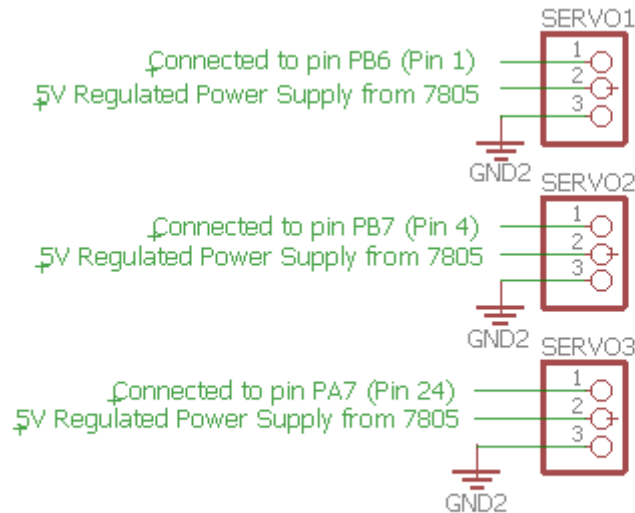 SERVO1
Connected to pin PB6 (Pin 1) 1
5V Regulated Power Supply from 7805 2
3
GND2
SERVO2
Connected to pin PB7 (Pin 4) 1
5V Regulated Power Supply from 7805 2
3
GND2
SERVO3
Connected to pin PA7 (Pin 24) 1
5V Regulated Power Supply from 7805 2
3
GND2